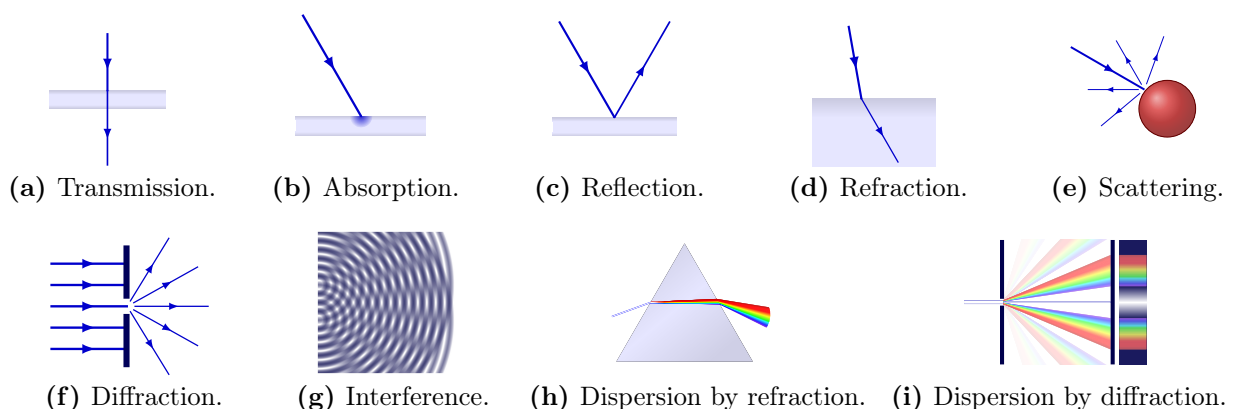 (a) Transmission.
(b) Absorption.
(c) Reflection.
(d) Refraction.
(e) Scattering.
(f) Diffraction.
(g) Interference.
(h) Dispersion by refraction.
(i) Dispersion by diffraction.